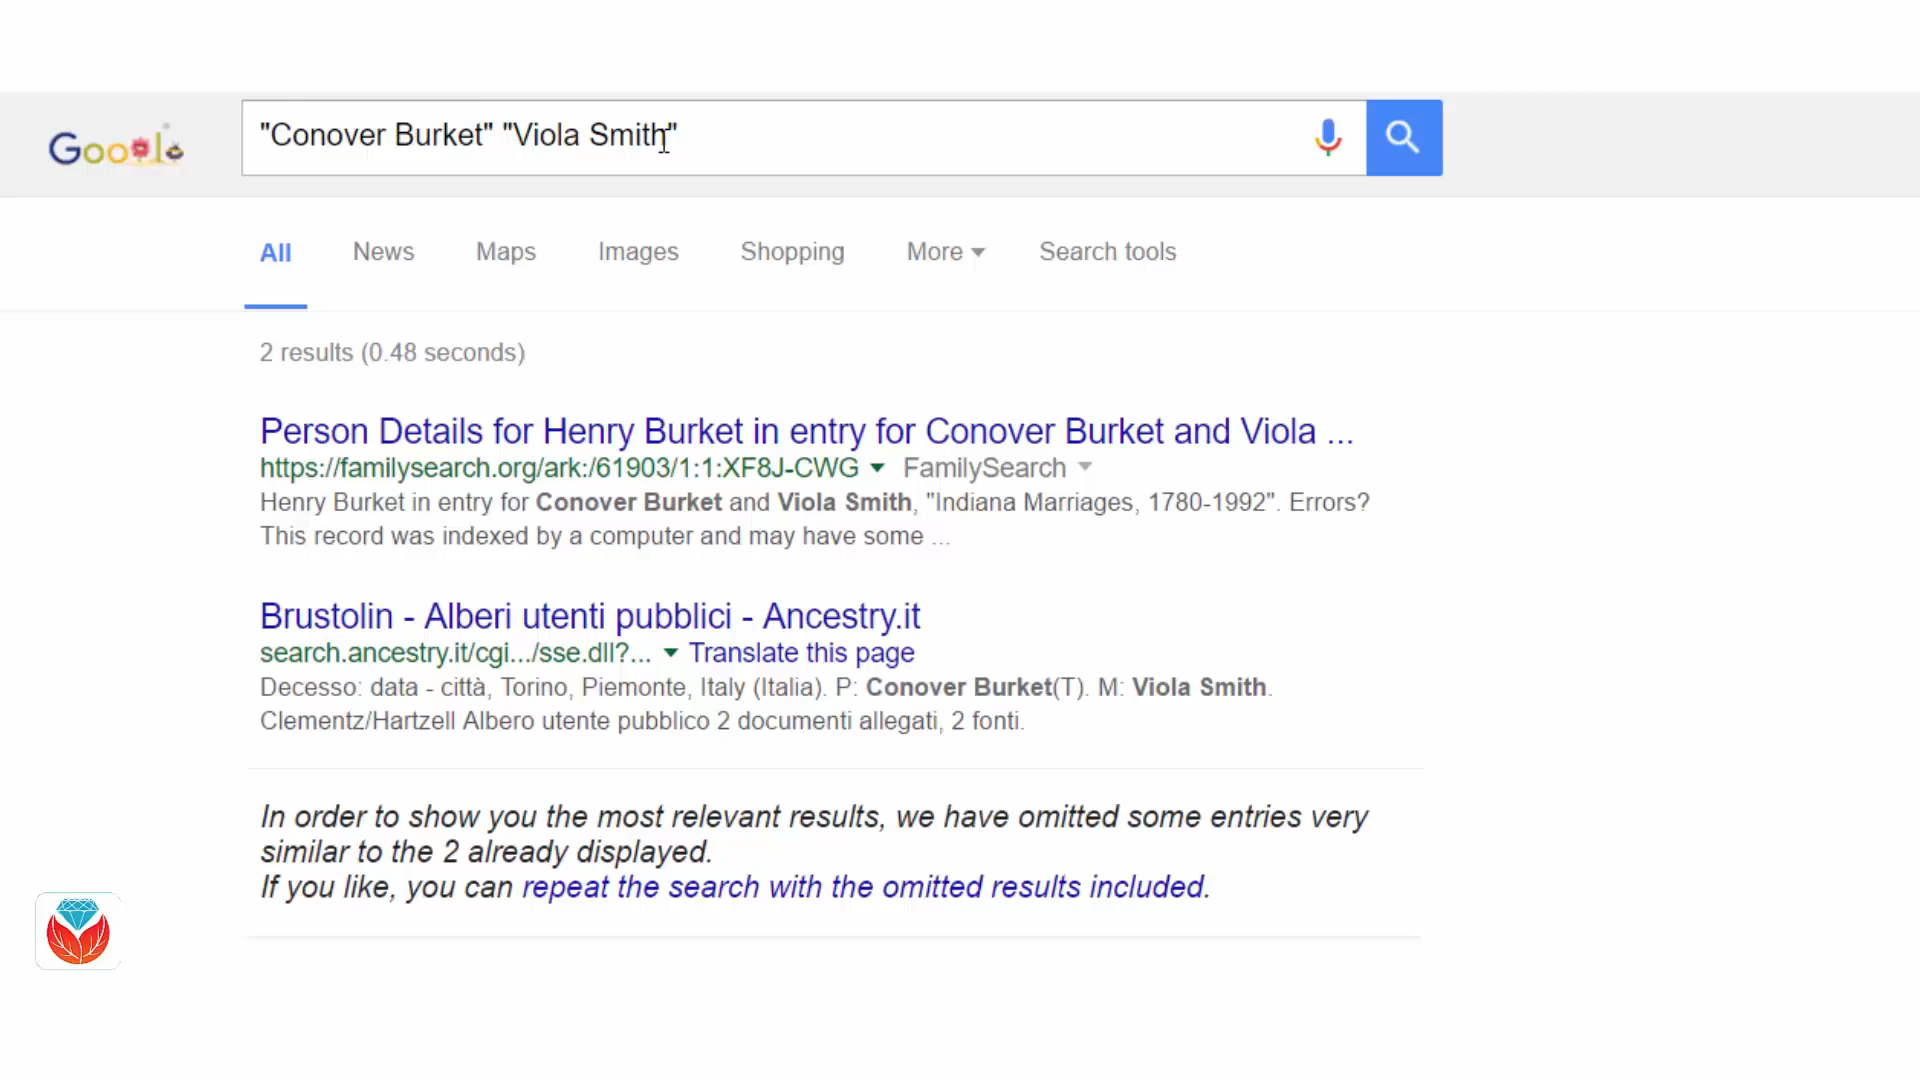 Google
"Conover Burket" "Viola Smith"
All News Maps Images Shopping More Search tools
2 results (0.48 seconds)
Person Details for Henry Burket in entry for Conover Burket and Viola ...
https://familysearch.org/ark:/61903/1:1:XF8J-CWG FamilySearch
Henry Burket in entry for Conover Burket and Viola Smith, "Indiana Marriages, 1780-1992". Errors?
This record was indexed by a computer and may have some ...
Brustolin - Alberi utenti pubblici - Ancestry.it
search.ancestry.it/cgi.../sse.dll?... Translate this page
Decesso: data - città, Torino, Piemonte, Italy (Italia). P: Conover Burket(T). M: Viola Smith.
Clementz/Hartzell Albero utente pubblico 2 documenti allegati, 2 fonti.
In order to show you the most relevant results, we have omitted some entries very
similar to the 2 already displayed.
If you like, you can repeat the search with the omitted results included.